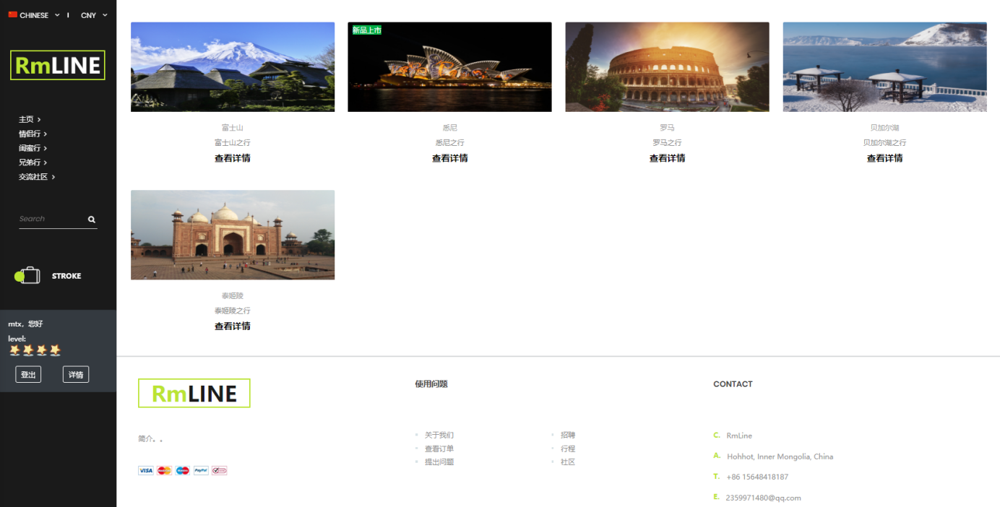 CHINESE
CNY
RmLINE
主页
情侣行
闺蜜行
兄弟行
交流社区
Search
STROKE
mtx，您好
level:
登出 详情
新品上市
富士山
富士山之行
查看详情
悉尼
悉尼之行
查看详情
罗马
罗马之行
查看详情
贝加尔湖
贝加尔湖之行
查看详情
泰姬陵
泰姬陵之行
查看详情
RmLINE
简介。。
VISA
PayPal
使用问题
关于我们
查看订单
提出问题
招聘
行程
社区
CONTACT
C. RmLine
A. Hohhot, Inner Mongolia, China
T. +86 15648418187
E. 2359971480@qq.com